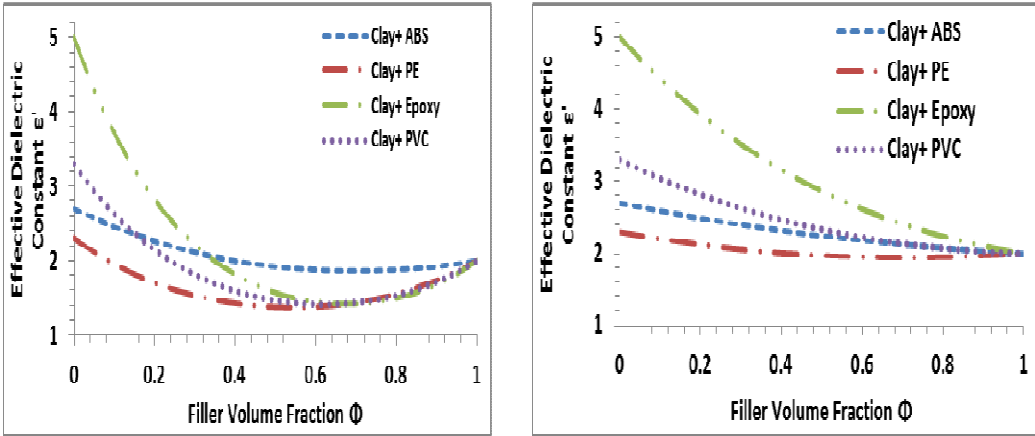 Effective Dielectric
Constant ε'
5
4
3
2
1
0
0.2
0.4
0.6
0.8
1
Filler Volume Fraction Φ
Clay+ ABS
Clay+ PE
Clay+ Epoxy
Clay+ PVC
Effective Dielectric
Constant ε'
5
4
3
2
1
0
0.2
0.4
0.6
0.8
1
Filler Volume Fraction Φ
Clay+ ABS
Clay+ PE
Clay+ Epoxy
Clay+ PVC